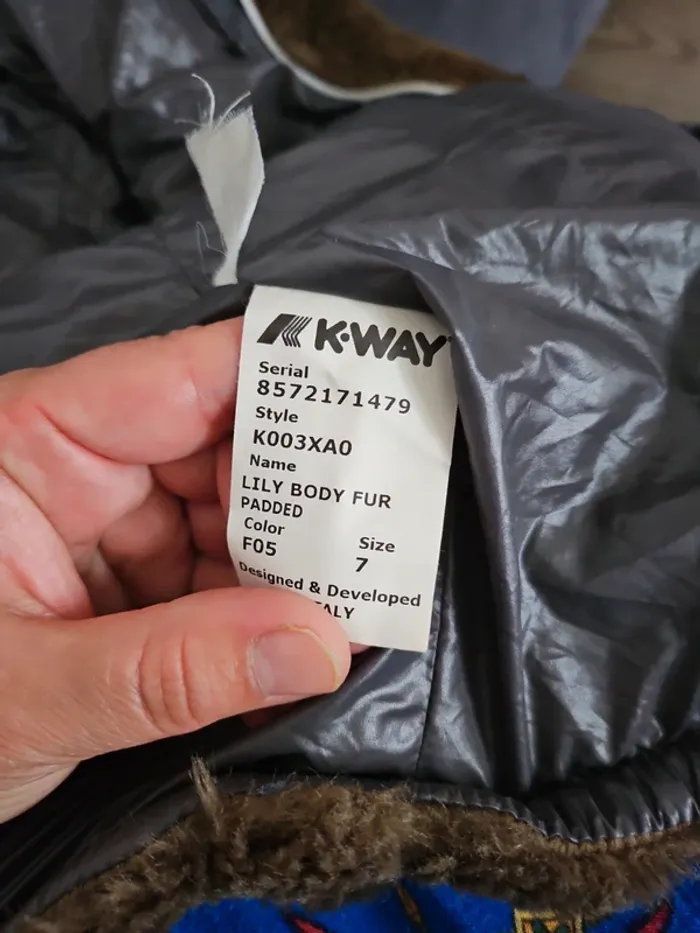 K·WAY
Serial
8572171479
Style
K003XA0
Name
LILY BODY FUR
PADDED
Color Size
F05 7
Designed & Developed